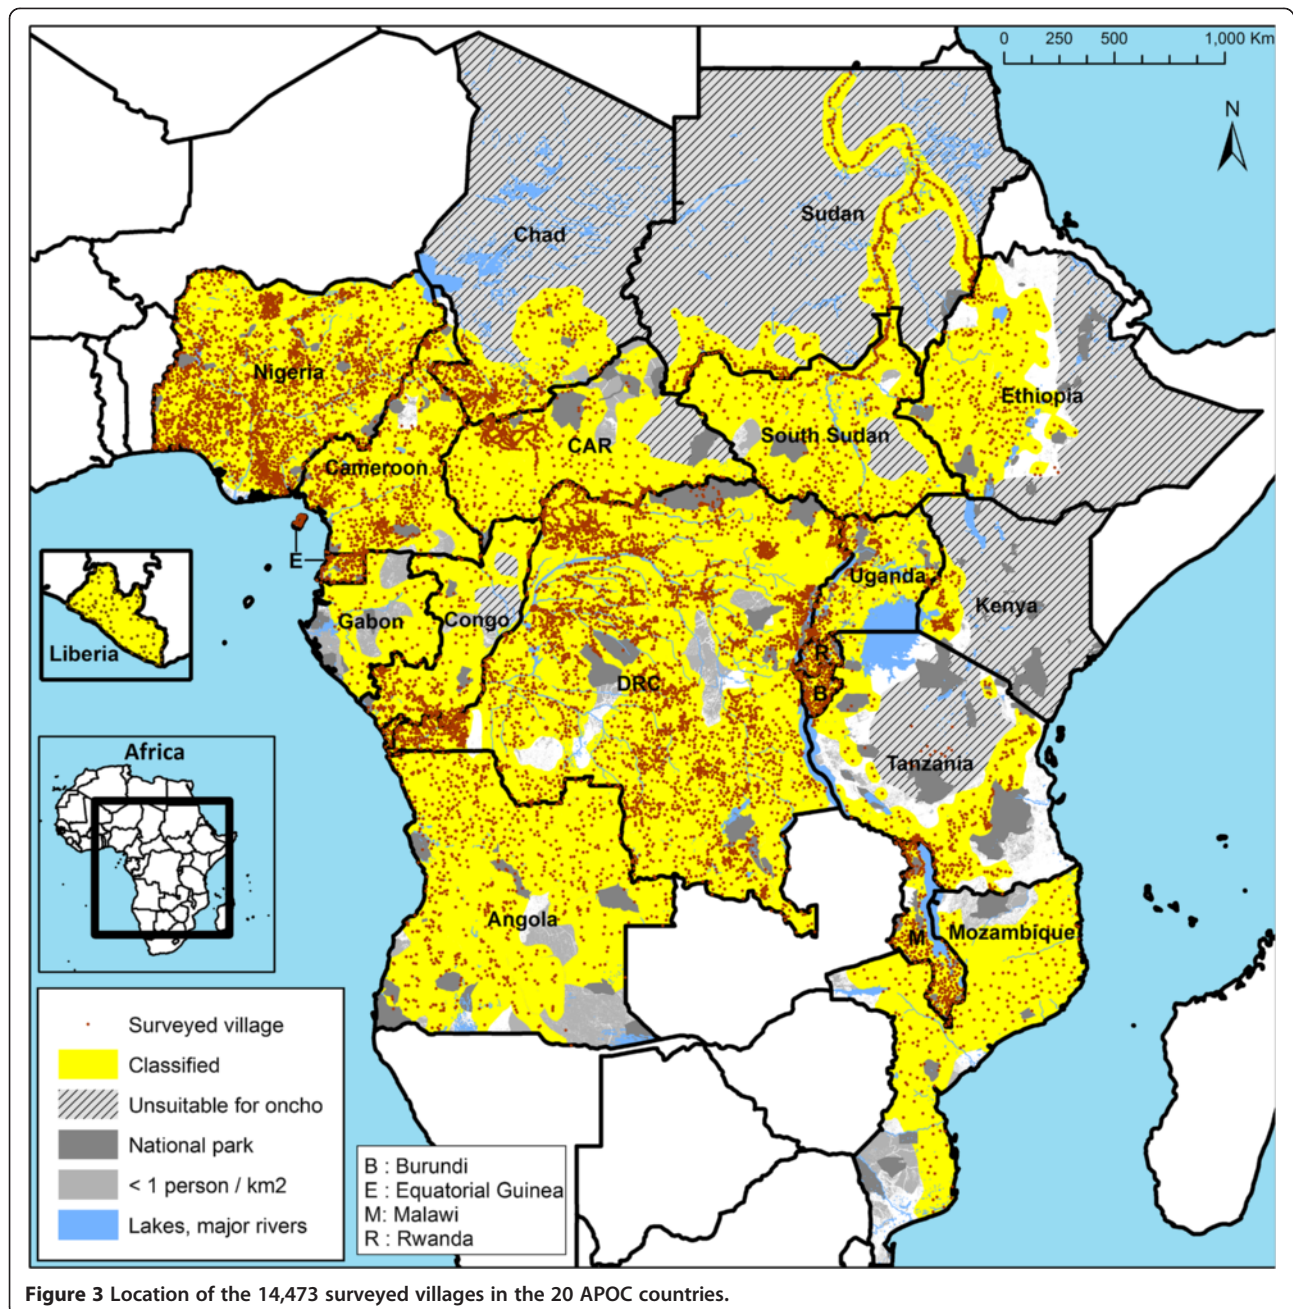 0 250 500 1,000 Km
N
Sudan
Chad
Nigeria
Ethiopia
CAR
South Sudan
Cameroon
E
Uganda
Kenya
Gabon
Congo
R
Liberia
DRC
B
Africa
Tanzania
Angola
M
Mozambique
Surveyed village
Classified
Unsuitable for oncho
National park
< 1 person / km2
Lakes, major rivers
B : Burundi
E : Equatorial Guinea
M: Malawi
R : Rwanda
Figure 3 Location of the 14,473 surveyed villages in the 20 APOC countries.